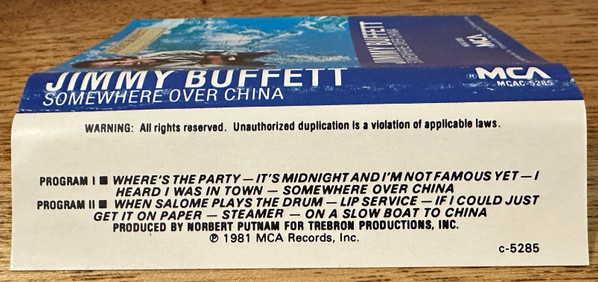 JIMMY BUFFETT
SOMEWHERE OVER CHINA
JIMMY BUFFETT
MCA
® MCA
MCAC-5285
WARNING: All rights reserved. Unauthorized duplication is a violation of applicable laws.
PROGRAM I ■ WHERE'S THE PARTY — IT'S MIDNIGHT AND I'M NOT FAMOUS YET — I
HEARD I WAS IN TOWN — SOMEWHERE OVER CHINA
PROGRAM II ■ WHEN SALOME PLAYS THE DRUM — LIP SERVICE — IF I COULD JUST
GET IT ON PAPER — STEAMER — ON A SLOW BOAT TO CHINA
PRODUCED BY NORBERT PUTNAM FOR TREBRON PRODUCTIONS, INC.
℗ 1981 MCA Records, Inc.
c-5285